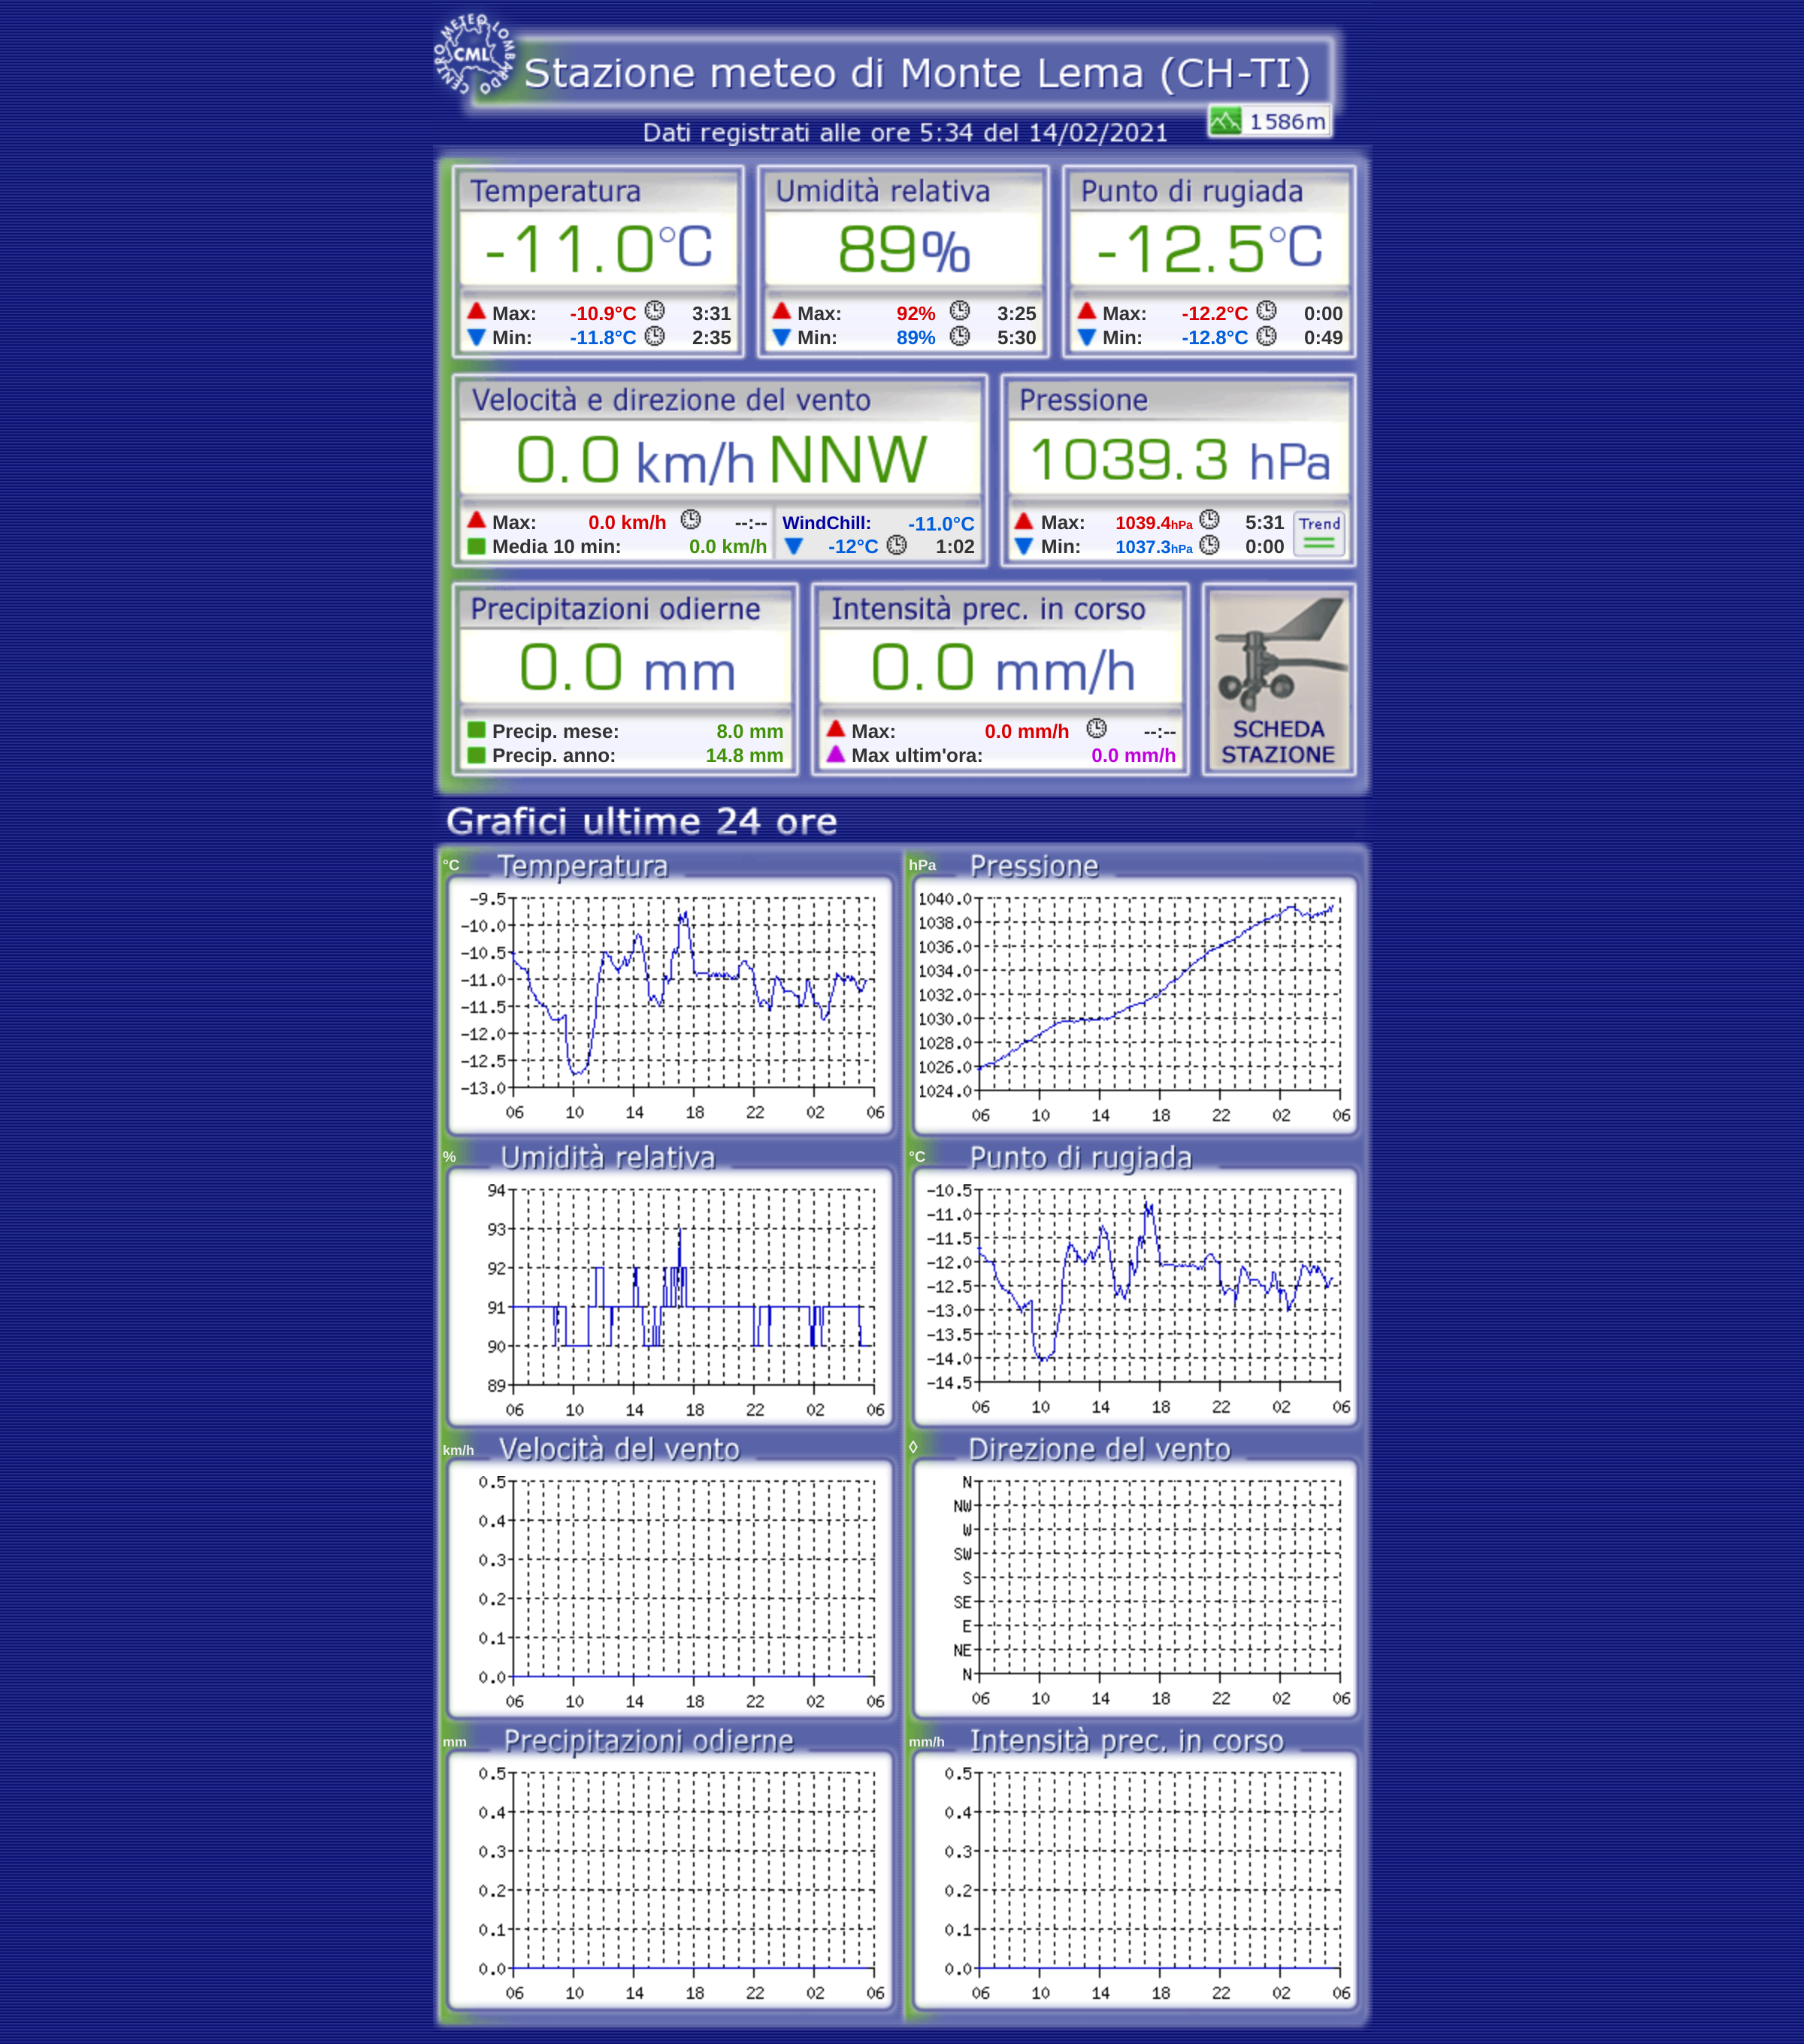 CENTRO METEO LOMBARDO
CML
Stazione meteo di Monte Lema (CH-TI)
1586m
Dati registrati alle ore 5:34 del 14/02/2021
Temperatura
-11.0°C
Max: -10.9°C 3:31
Min: -11.8°C 2:35
Umidità relativa
89%
Max: 92% 3:25
Min: 89% 5:30
Punto di rugiada
-12.5°C
Max: -12.2°C 0:00
Min: -12.8°C 0:49
Velocità e direzione del vento
0.0 km/h NNW
Max: 0.0 km/h --:--
Media 10 min: 0.0 km/h
WindChill: -11.0°C
-12°C 1:02
Pressione
1039.3 hPa
Max: 1039.4hPa 5:31
Min: 1037.3hPa 0:00
Trend
Precipitazioni odierne
0.0 mm
Precip. mese: 8.0 mm
Precip. anno: 14.8 mm
Intensità prec. in corso
0.0 mm/h
Max: 0.0 mm/h --:--
Max ultim'ora: 0.0 mm/h
SCHEDA
STAZIONE
Grafici ultime 24 ore
°C Temperatura
-9.5
-10.0
-10.5
-11.0
-11.5
-12.0
-12.5
-13.0
06 10 14 18 22 02 06
hPa Pressione
1040.0
1038.0
1036.0
1034.0
1032.0
1030.0
1028.0
1026.0
1024.0
06 10 14 18 22 02 06
% Umidità relativa
94
93
92
91
90
89
06 10 14 18 22 02 06
°C Punto di rugiada
-10.5
-11.0
-11.5
-12.0
-12.5
-13.0
-13.5
-14.0
-14.5
06 10 14 18 22 02 06
km/h Velocità del vento
0.5
0.4
0.3
0.2
0.1
0.0
06 10 14 18 22 02 06
◊ Direzione del vento
N
NW
W
SW
S
SE
E
NE
N
06 10 14 18 22 02 06
mm Precipitazioni odierne
0.5
0.4
0.3
0.2
0.1
0.0
06 10 14 18 22 02 06
mm/h Intensità prec. in corso
0.5
0.4
0.3
0.2
0.1
0.0
06 10 14 18 22 02 06